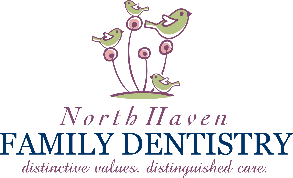 North Haven
FAMILY DENTISTRY
distinctive values. distinguished care.